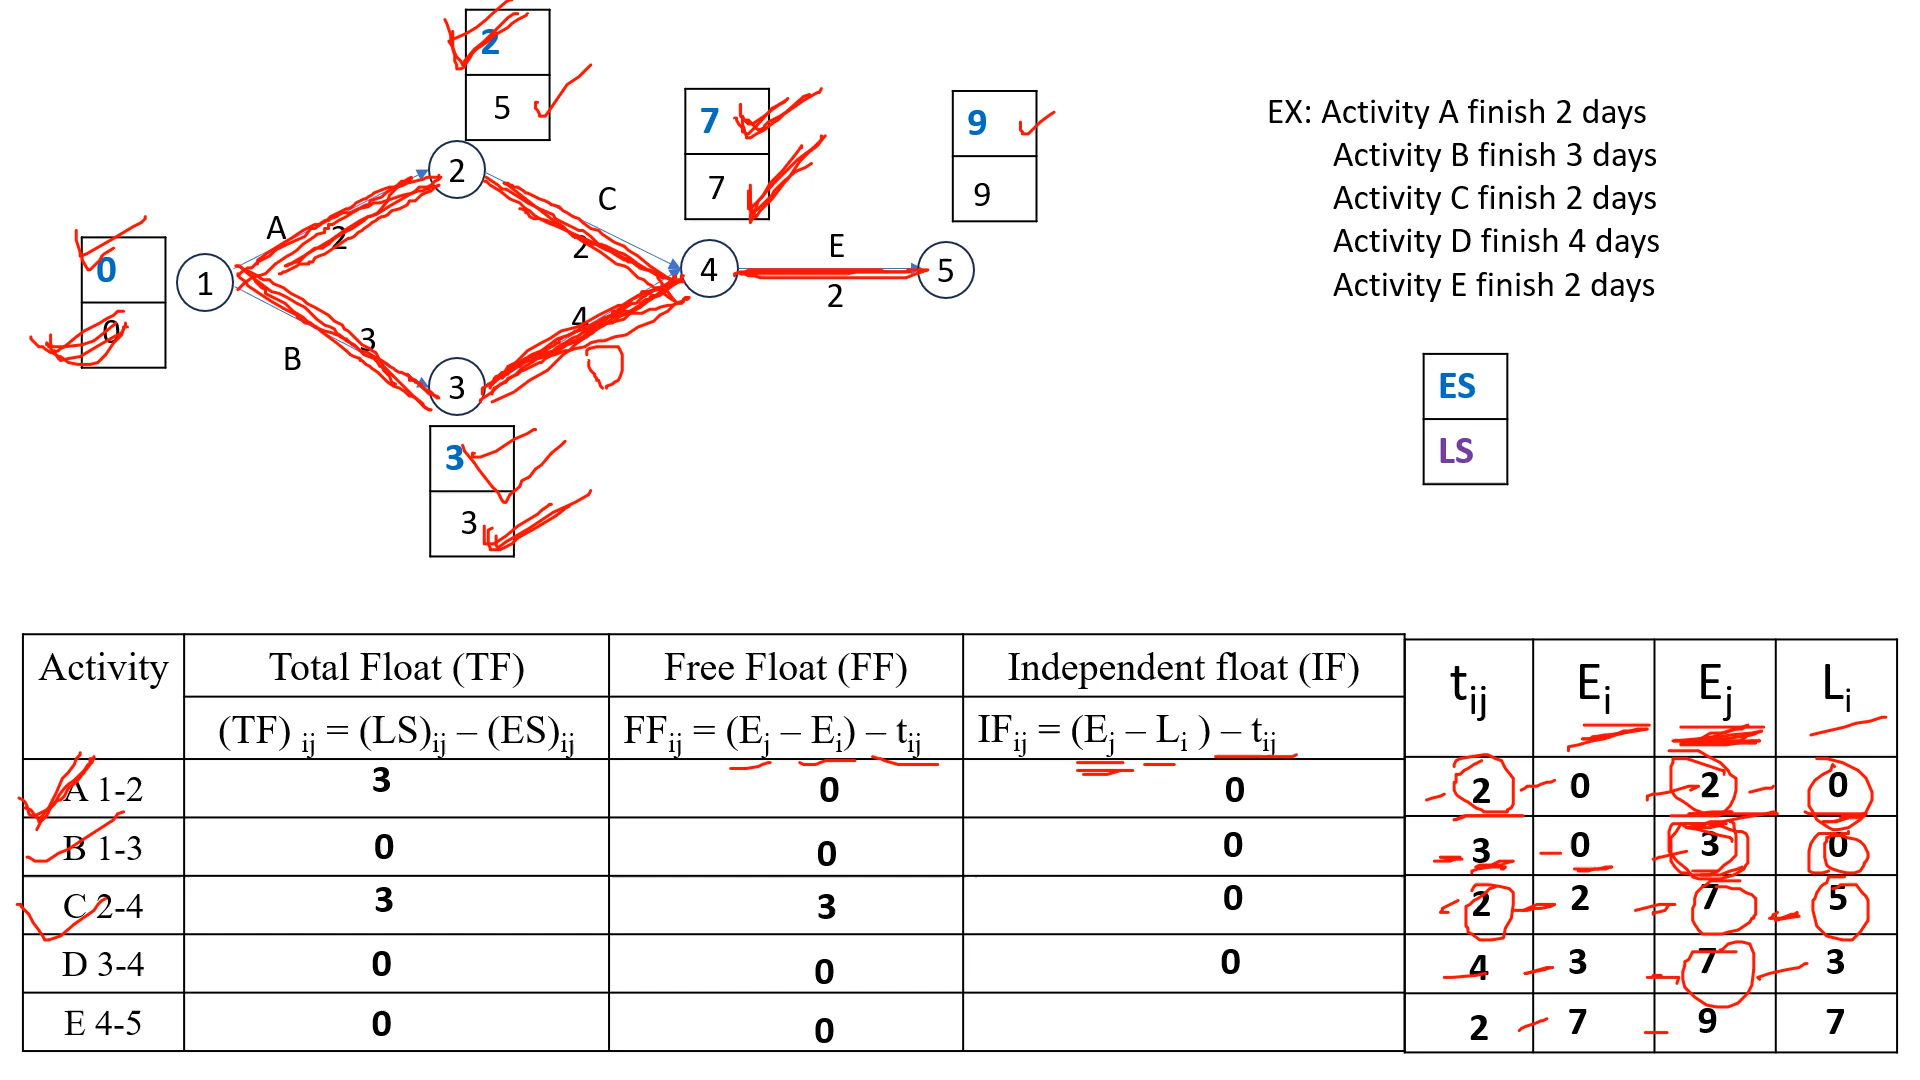 2
5
7
7
9
9
EX: Activity A finish 2 days
Activity B finish 3 days
Activity C finish 2 days
Activity D finish 4 days
Activity E finish 2 days
0
0
1
A
2
2
C
2
4
E
2
5
B
3
3
4
3
3
ES
LS
Activity Total Float (TF) Free Float (FF) Independent float (IF) tij Ei Ej Li
(TF) ij = (LS)ij – (ES)ij FFij = (Ej – Ei) – tij IFij = (Ej – Li ) – tij
A 1-2 3 0 0 2 0 2 0
B 1-3 0 0 0 3 0 3 0
C 2-4 3 3 0 2 2 7 5
D 3-4 0 0 0 4 3 7 3
E 4-5 0 0 2 7 9 7